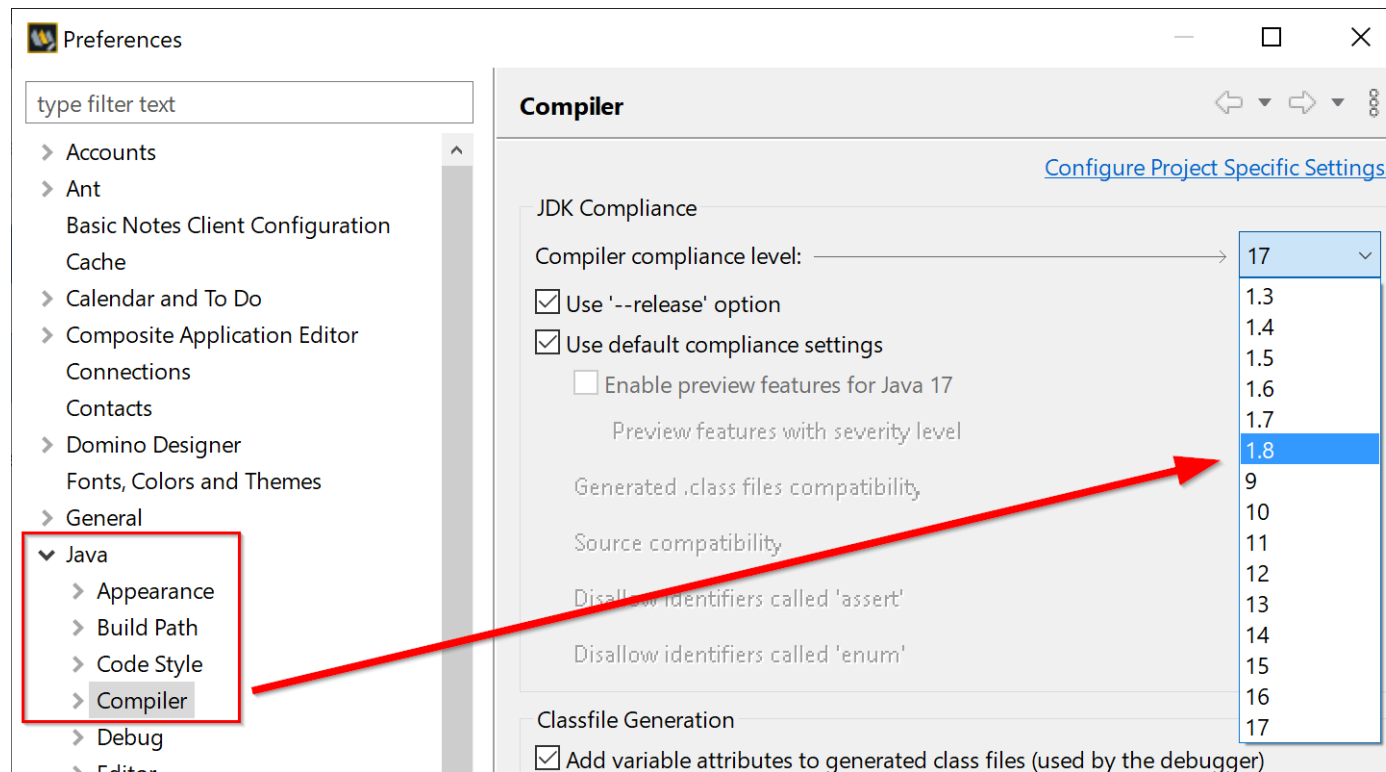 Preferences
type filter text
Accounts
Ant
Basic Notes Client Configuration
Cache
Calendar and To Do
Composite Application Editor
Connections
Contacts
Domino Designer
Fonts, Colors and Themes
General
Java
Appearance
Build Path
Code Style
Compiler
Debug
Editor
Compiler
Configure Project Specific Settings
JDK Compliance
Compiler compliance level:
17
Use '--release' option
Use default compliance settings
Enable preview features for Java 17
Preview features with severity level
Generated .class files compatibility
Source compatibility
Disallow identifiers called 'assert'
Disallow identifiers called 'enum'
1.3
1.4
1.5
1.6
1.7
1.8
9
10
11
12
13
14
15
16
17
Classfile Generation
Add variable attributes to generated class files (used by the debugger)